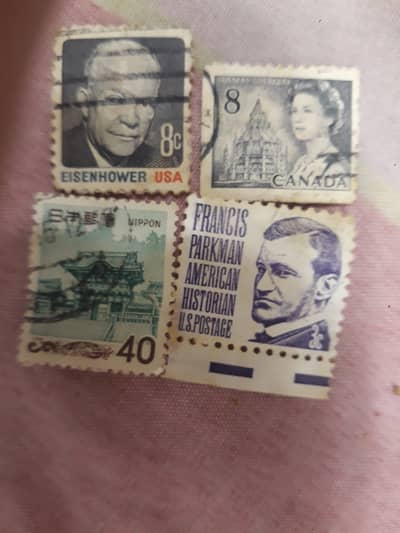 8c
EISENHOWER USA
8
CANADA
日本郵便
NIPPON
40
FRANCIS
PARKMAN
AMERICAN
HISTORIAN
U.S. POSTAGE
3c